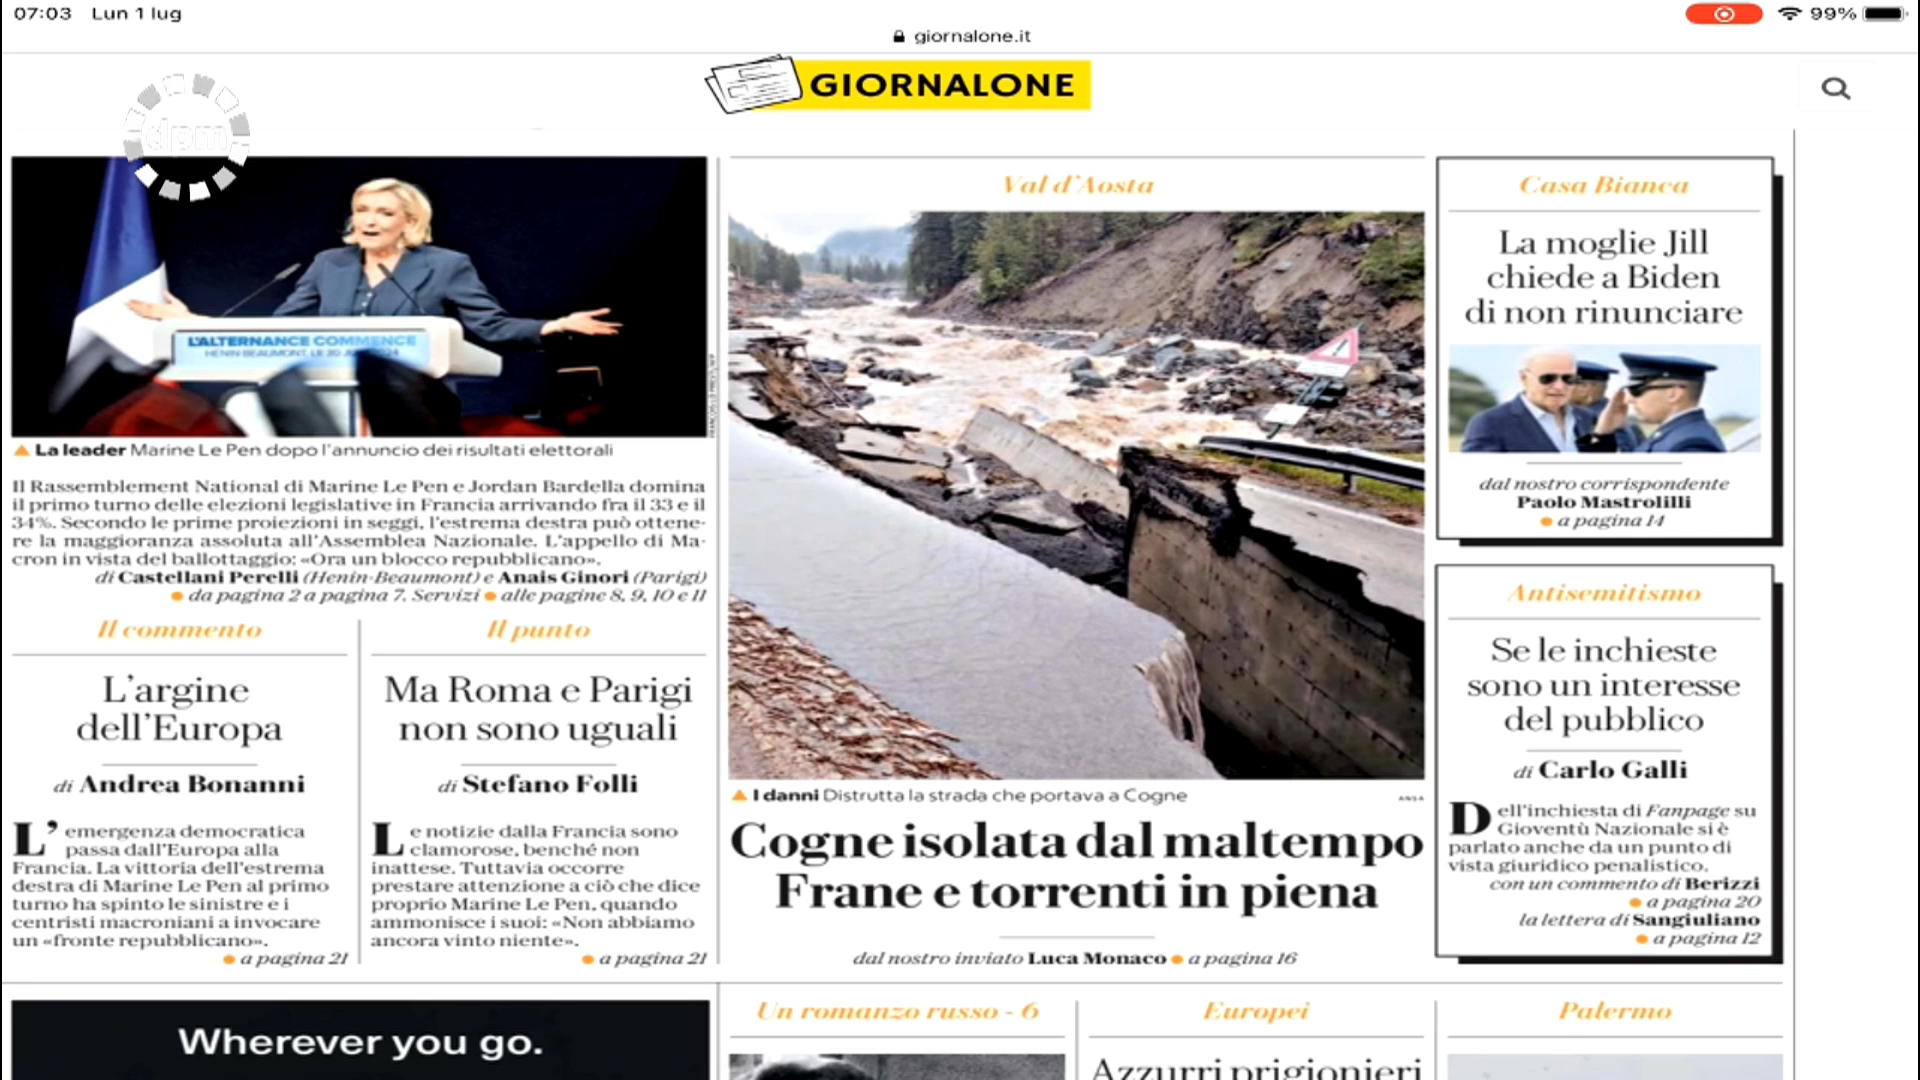 07:03 Lun 1 lug
99%
giornalone.it
GIORNALONE
dpm
L'ALTERNANCE COMMENCE
▲ La leader Marine Le Pen dopo l'annuncio dei risultati elettorali
Il Rassemblement National di Marine Le Pen e Jordan Bardella domina
il primo turno delle elezioni legislative in Francia arrivando fra il 33 e il
34%. Secondo le prime proiezioni in seggi, l'estrema destra può ottene-
re la maggioranza assoluta all'Assemblea Nazionale. L'appello di Ma-
cron in vista del ballottaggio: «Ora un blocco repubblicano».
di Castellani Perelli (Henin-Beaumont) e Anais Ginori (Parigi)
● da pagina 2 a pagina 7. Servizi ● alle pagine 8, 9, 10 e 11
Il commento
L'argine
dell'Europa
di Andrea Bonanni
L'emergenza democratica
passa dall'Europa alla
Francia. La vittoria dell'estrema
destra di Marine Le Pen al primo
turno ha spinto le sinistre e i
centristi macroniani a invocare
un «fronte repubblicano».
● a pagina 21
Il punto
Ma Roma e Parigi
non sono uguali
di Stefano Folli
Le notizie dalla Francia sono
clamorose, benché non
inattese. Tuttavia occorre
prestare attenzione a ciò che dice
proprio Marine Le Pen, quando
ammonisce i suoi: «Non abbiamo
ancora vinto niente».
● a pagina 21
Val d'Aosta
▲ I danni Distrutta la strada che portava a Cogne
ANSA
Cogne isolata dal maltempo
Frane e torrenti in piena
dal nostro inviato Luca Monaco ● a pagina 16
Casa Bianca
La moglie Jill
chiede a Biden
di non rinunciare
dal nostro corrispondente
Paolo Mastrolilli
● a pagina 14
Antisemitismo
Se le inchieste
sono un interesse
del pubblico
di Carlo Galli
Dell'inchiesta di Fanpage su
Gioventù Nazionale si è
parlato anche da un punto di
vista giuridico penalistico.
con un commento di Berizzi
● a pagina 20
la lettera di Sangiuliano
● a pagina 12
Wherever you go.
Un romanzo russo - 6
Europei
Azzurri prigionieri
Palermo